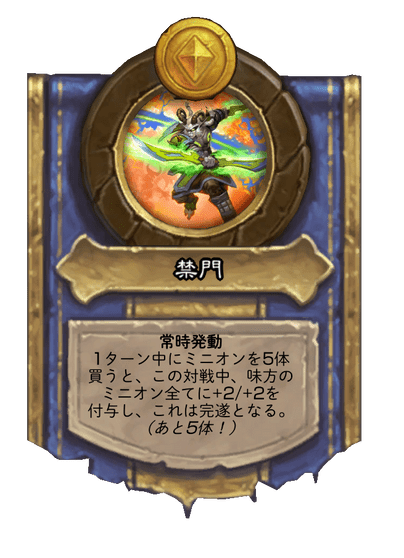 禁門
常時発動
1ターン中にミニオンを5体
買うと、この対戦中、味方の
ミニオン全てに+2/+2を
付与し、これは完遂となる。
(あと5体！)